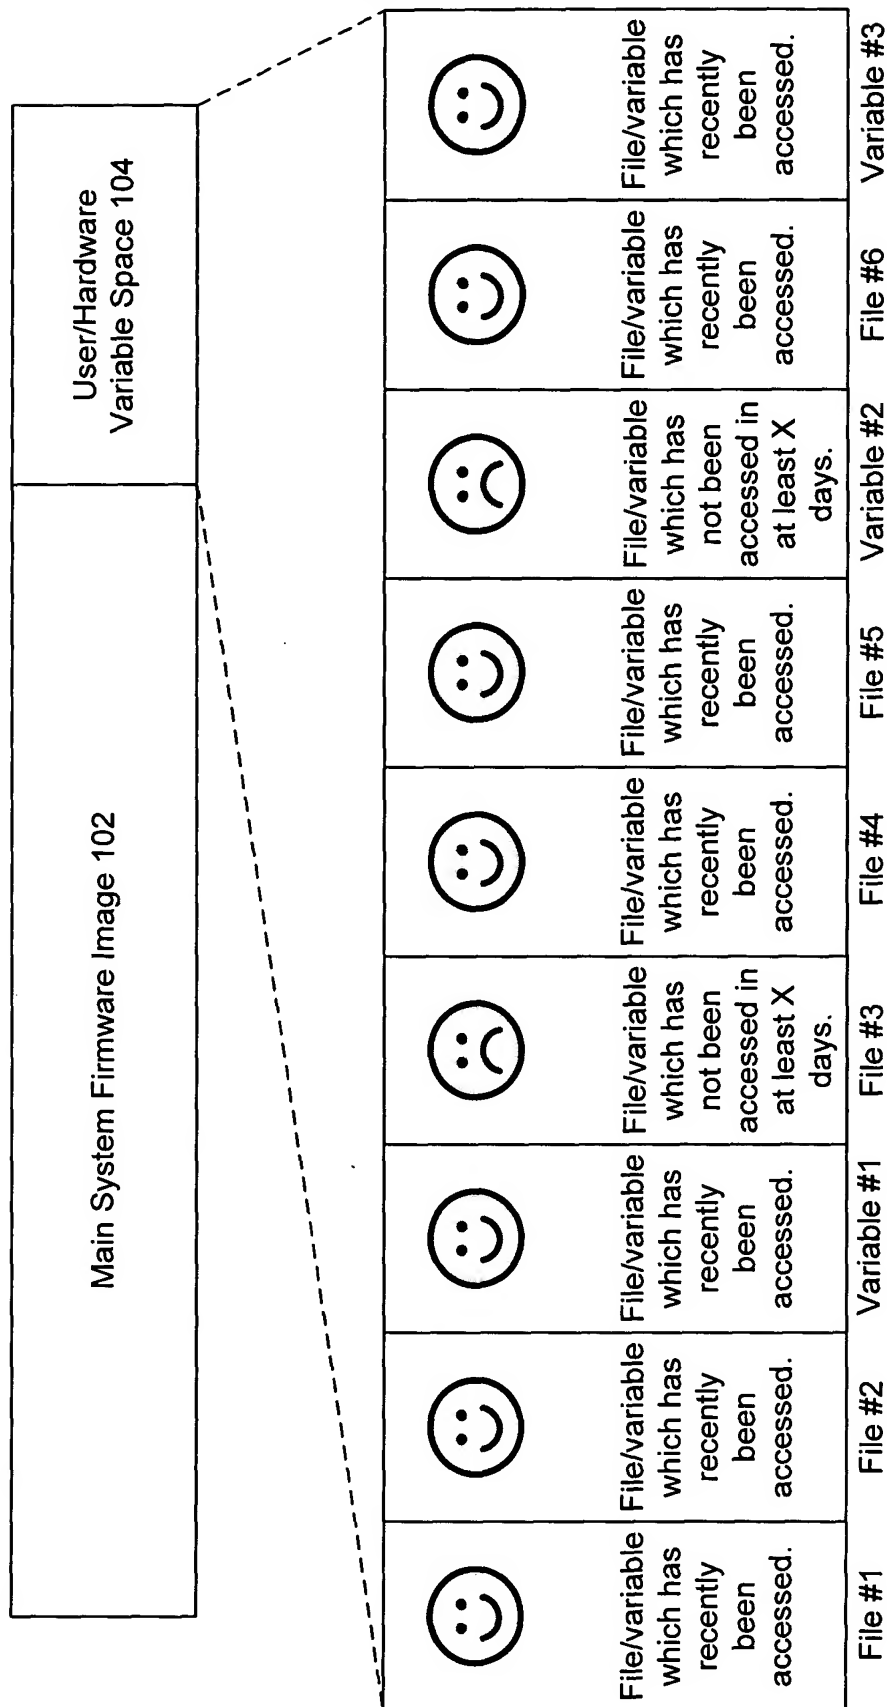 Main System Firmware Image 102
User/Hardware
Variable Space 104
File/variable
which has
recently
been
accessed.
File #1
File/variable
which has
recently
been
accessed.
File #2
File/variable
which has
recently
been
accessed.
Variable #1
File/variable
which has
not been
accessed in
at least X
days.
File #3
File/variable
which has
recently
been
accessed.
File #4
File/variable
which has
recently
been
accessed.
File #5
File/variable
which has
not been
accessed in
at least X
days.
Variable #2
File/variable
which has
recently
been
accessed.
File #6
File/variable
which has
recently
been
accessed.
Variable #3